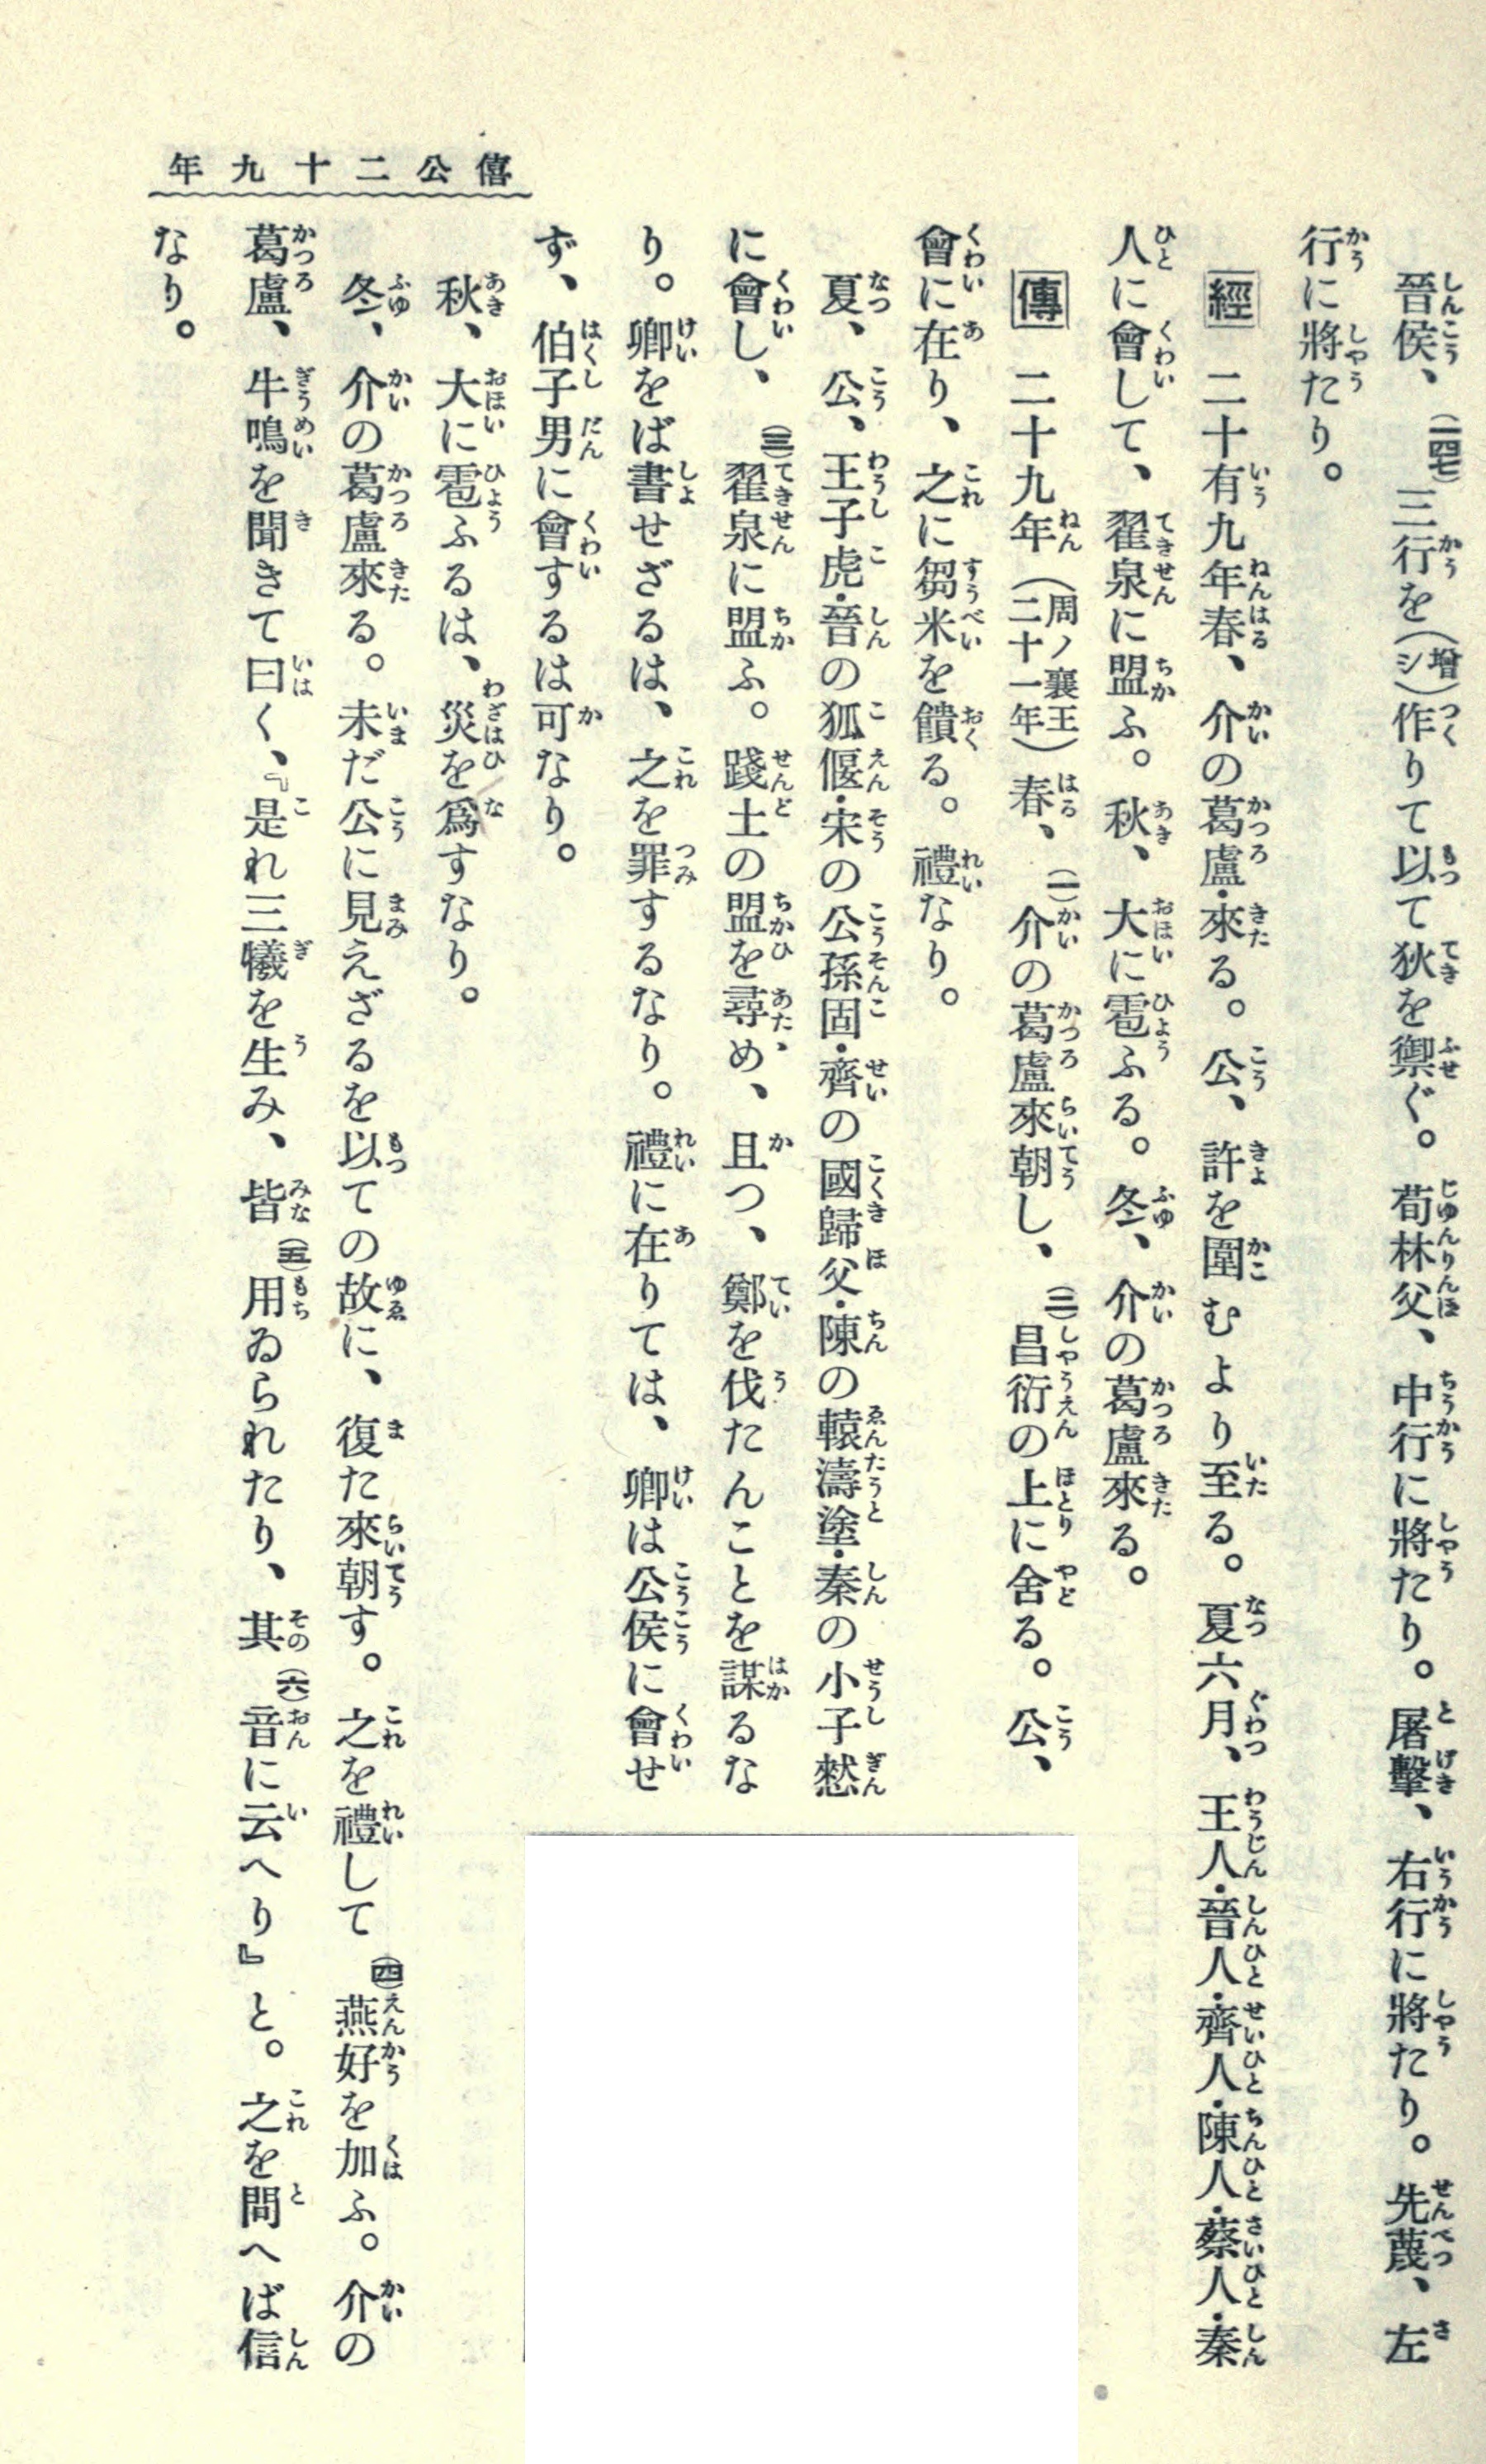 僖公二十九年
晉侯、(一四七)三行を(增シ)作りて以て狄を禦ぐ。荀林父、中行に將たり。屠擊、右行に將たり。先蔑、左
行に將たり。
經　二十有九年春、介の葛盧・來る。公、許を圍むより至る。夏六月、王人・晉人・齊人・陳人・蔡人・秦
人に會して、翟泉に盟ふ。秋、大に雹ふる。冬、介の葛盧來る。
傳　二十九年(周ノ襄王二十一年)春、(一)介の葛盧來朝し、(二)昌衍の上に舍る。公、
會に在り、之に芻米を饋る。禮なり。
夏、公、王子虎・晉の狐偃・宋の公孫固・齊の國歸父・陳の轅濤塗・秦の小子憖
に會し、(三)翟泉に盟ふ。踐土の盟を尋め、且つ、鄭を伐たんことを謀るな
り。卿をば書せざるは、之を罪するなり。禮に在りては、卿は公侯に會せ
ず、伯子男に會するは可なり。
秋、大に雹ふるは、災を爲すなり。
冬、介の葛盧來る。未だ公に見えざるを以ての故に、復た來朝す。之を禮して(四)燕好を加ふ。介の
葛盧、牛鳴を聞きて曰く、『是れ三犧を生み、皆(五)用ゐられたり、其(六)音に云へり』と。之を問へば信
なり。